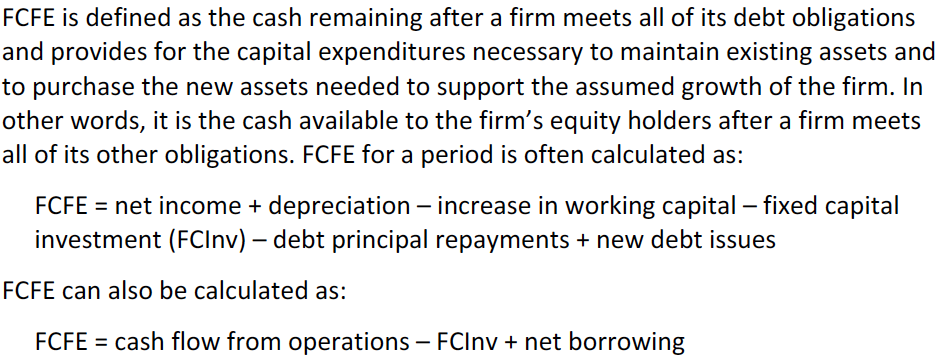 FCFE is defined as the cash remaining after a firm meets all of its debt obligations
and provides for the capital expenditures necessary to maintain existing assets and
to purchase the new assets needed to support the assumed growth of the firm. In
other words, it is the cash available to the firm’s equity holders after a firm meets
all of its other obligations. FCFE for a period is often calculated as:
FCFE = net income + depreciation – increase in working capital – fixed capital
investment (FCInv) – debt principal repayments + new debt issues
FCFE can also be calculated as:
FCFE = cash flow from operations – FCInv + net borrowing